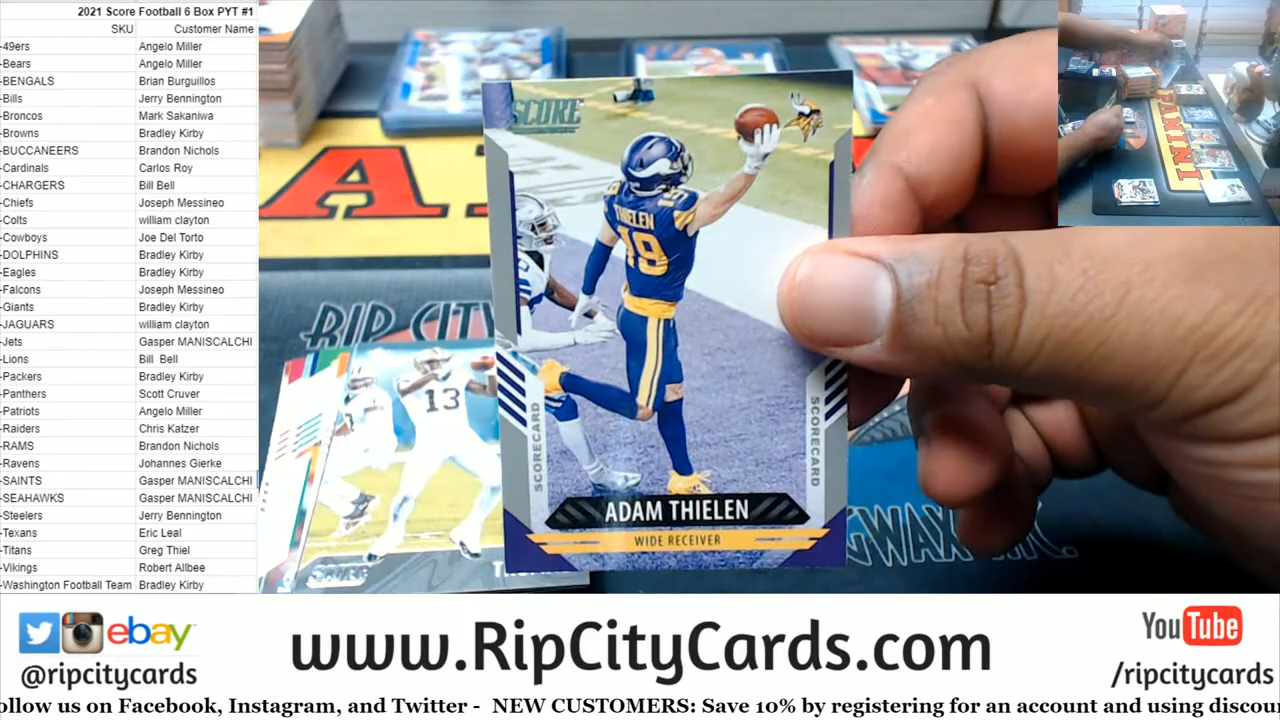 2021 Score Football 6 Box PYT #1
SKU Customer Name
-49ers Angelo Miller
-Bears Angelo Miller
-BENGALS Brian Burguillos
-Bills Jerry Bennington
-Broncos Mark Sakaniwa
-Browns Bradley Kirby
-BUCCANEERS Brandon Nichols
-Cardinals Carlos Roy
-CHARGERS Bill Bell
-Chiefs Joseph Messineo
-Colts william clayton
-Cowboys Joe Del Torto
-DOLPHINS Bradley Kirby
-Eagles Bradley Kirby
-Falcons Joseph Messineo
-Giants Bradley Kirby
-JAGUARS william clayton
-Jets Gasper MANISCALCHI
-Lions Bill Bell
-Packers Bradley Kirby
-Panthers Scott Cruver
-Patriots Angelo Miller
-Raiders Chris Katzer
-RAMS Brandon Nichols
-Ravens Johannes Gierke
-SAINTS Gasper MANISCALCHI
-SEAHAWKS Gasper MANISCALCHI
-Steelers Jerry Bennington
-Texans Eric Leal
-Titans Greg Thiel
-Vikings Robert Allbee
-Washington Football Team Bradley Kirby
SCORE
THIELEN
19
SCORECARD
SCORECARD
ADAM THIELEN
WIDE RECEIVER
RIP CITY
13
SCORE
PANINI
ebay
@ripcitycards
www.RipCityCards.com
YouTube
/ripcitycards
ollow us on Facebook, Instagram, and Twitter - NEW CUSTOMERS: Save 10% by registering for an account and using discou